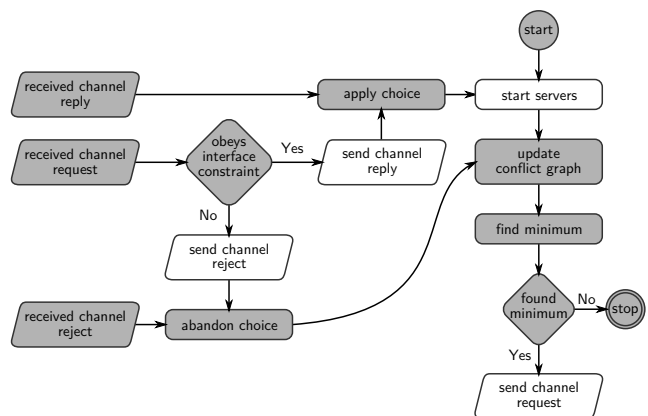 start
received channel
reply
apply choice
start servers
received channel
request
obeys
interface
constraint
Yes
send channel
reply
update
conflict graph
No
send channel
reject
find minimum
received channel
reject
abandon choice
found
minimum
No
stop
Yes
send channel
request